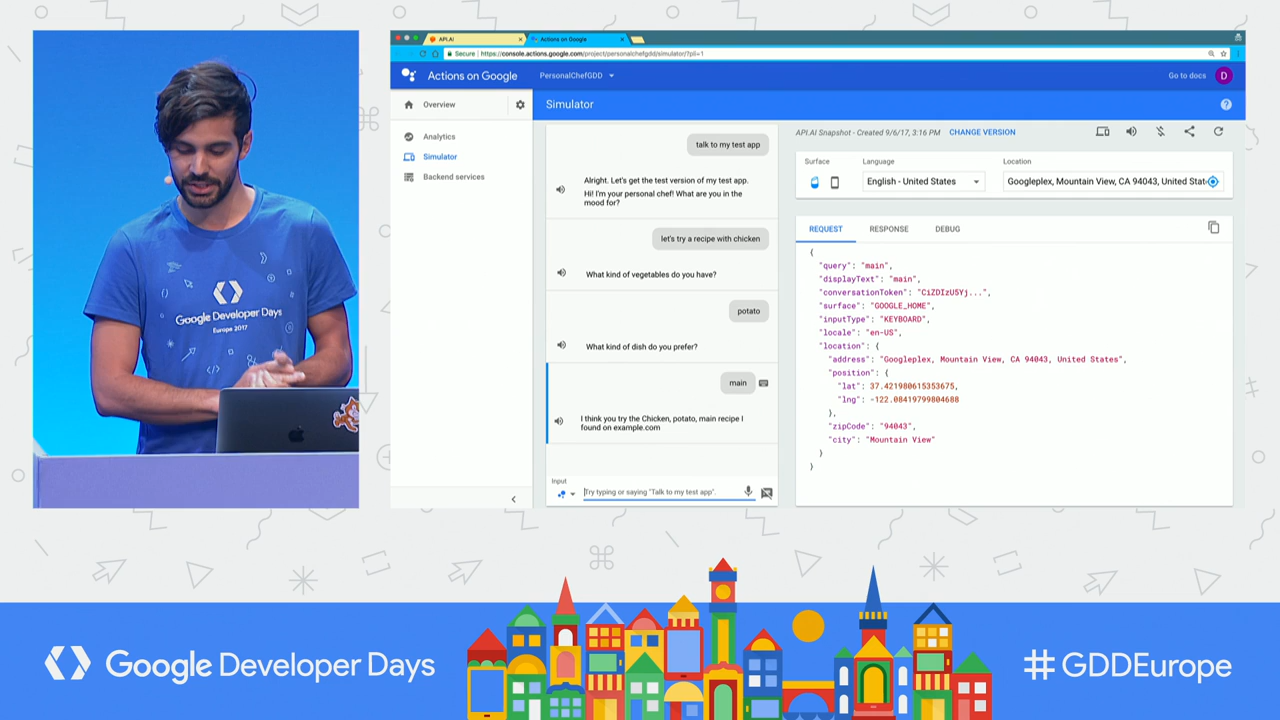 Google Developer Days
Europe 2017
API.AI
Actions on Google
Secure
https://console.actions.google.com/project/personalchefgdd/simulator/?pli=1
Actions on Google
PersonalChefGDD
Go to docs
D
Overview
Simulator
Analytics
Simulator
Backend services
talk to my test app
Alright. Let's get the test version of my test app.
Hi! I'm your personal chef! What are you in the
mood for?
let's try a recipe with chicken
What kind of vegetables do you have?
potato
What kind of dish do you prefer?
main
I think you try the Chicken, potato, main recipe I
found on example.com
Input
Try typing or saying "Talk to my test app".
API.AI Snapshot - Created 9/6/17, 3:16 PM CHANGE VERSION
Surface
Language
Location
English - United States
Googleplex, Mountain View, CA 94043, United Stat
REQUEST
RESPONSE
DEBUG
{
"query": "main",
"displayText": "main",
"conversationToken": "CiZDIzU5Yj...",
"surface": "GOOGLE_HOME",
"inputType": "KEYBOARD",
"locale": "en-US",
"location": {
"address": "Googleplex, Mountain View, CA 94043, United States",
"position": {
"lat": 37.421980615353675,
"lng": -122.08419799804688
},
"zipCode": "94043",
"city": "Mountain View"
}
}
Google Developer Days
#GDDEurope